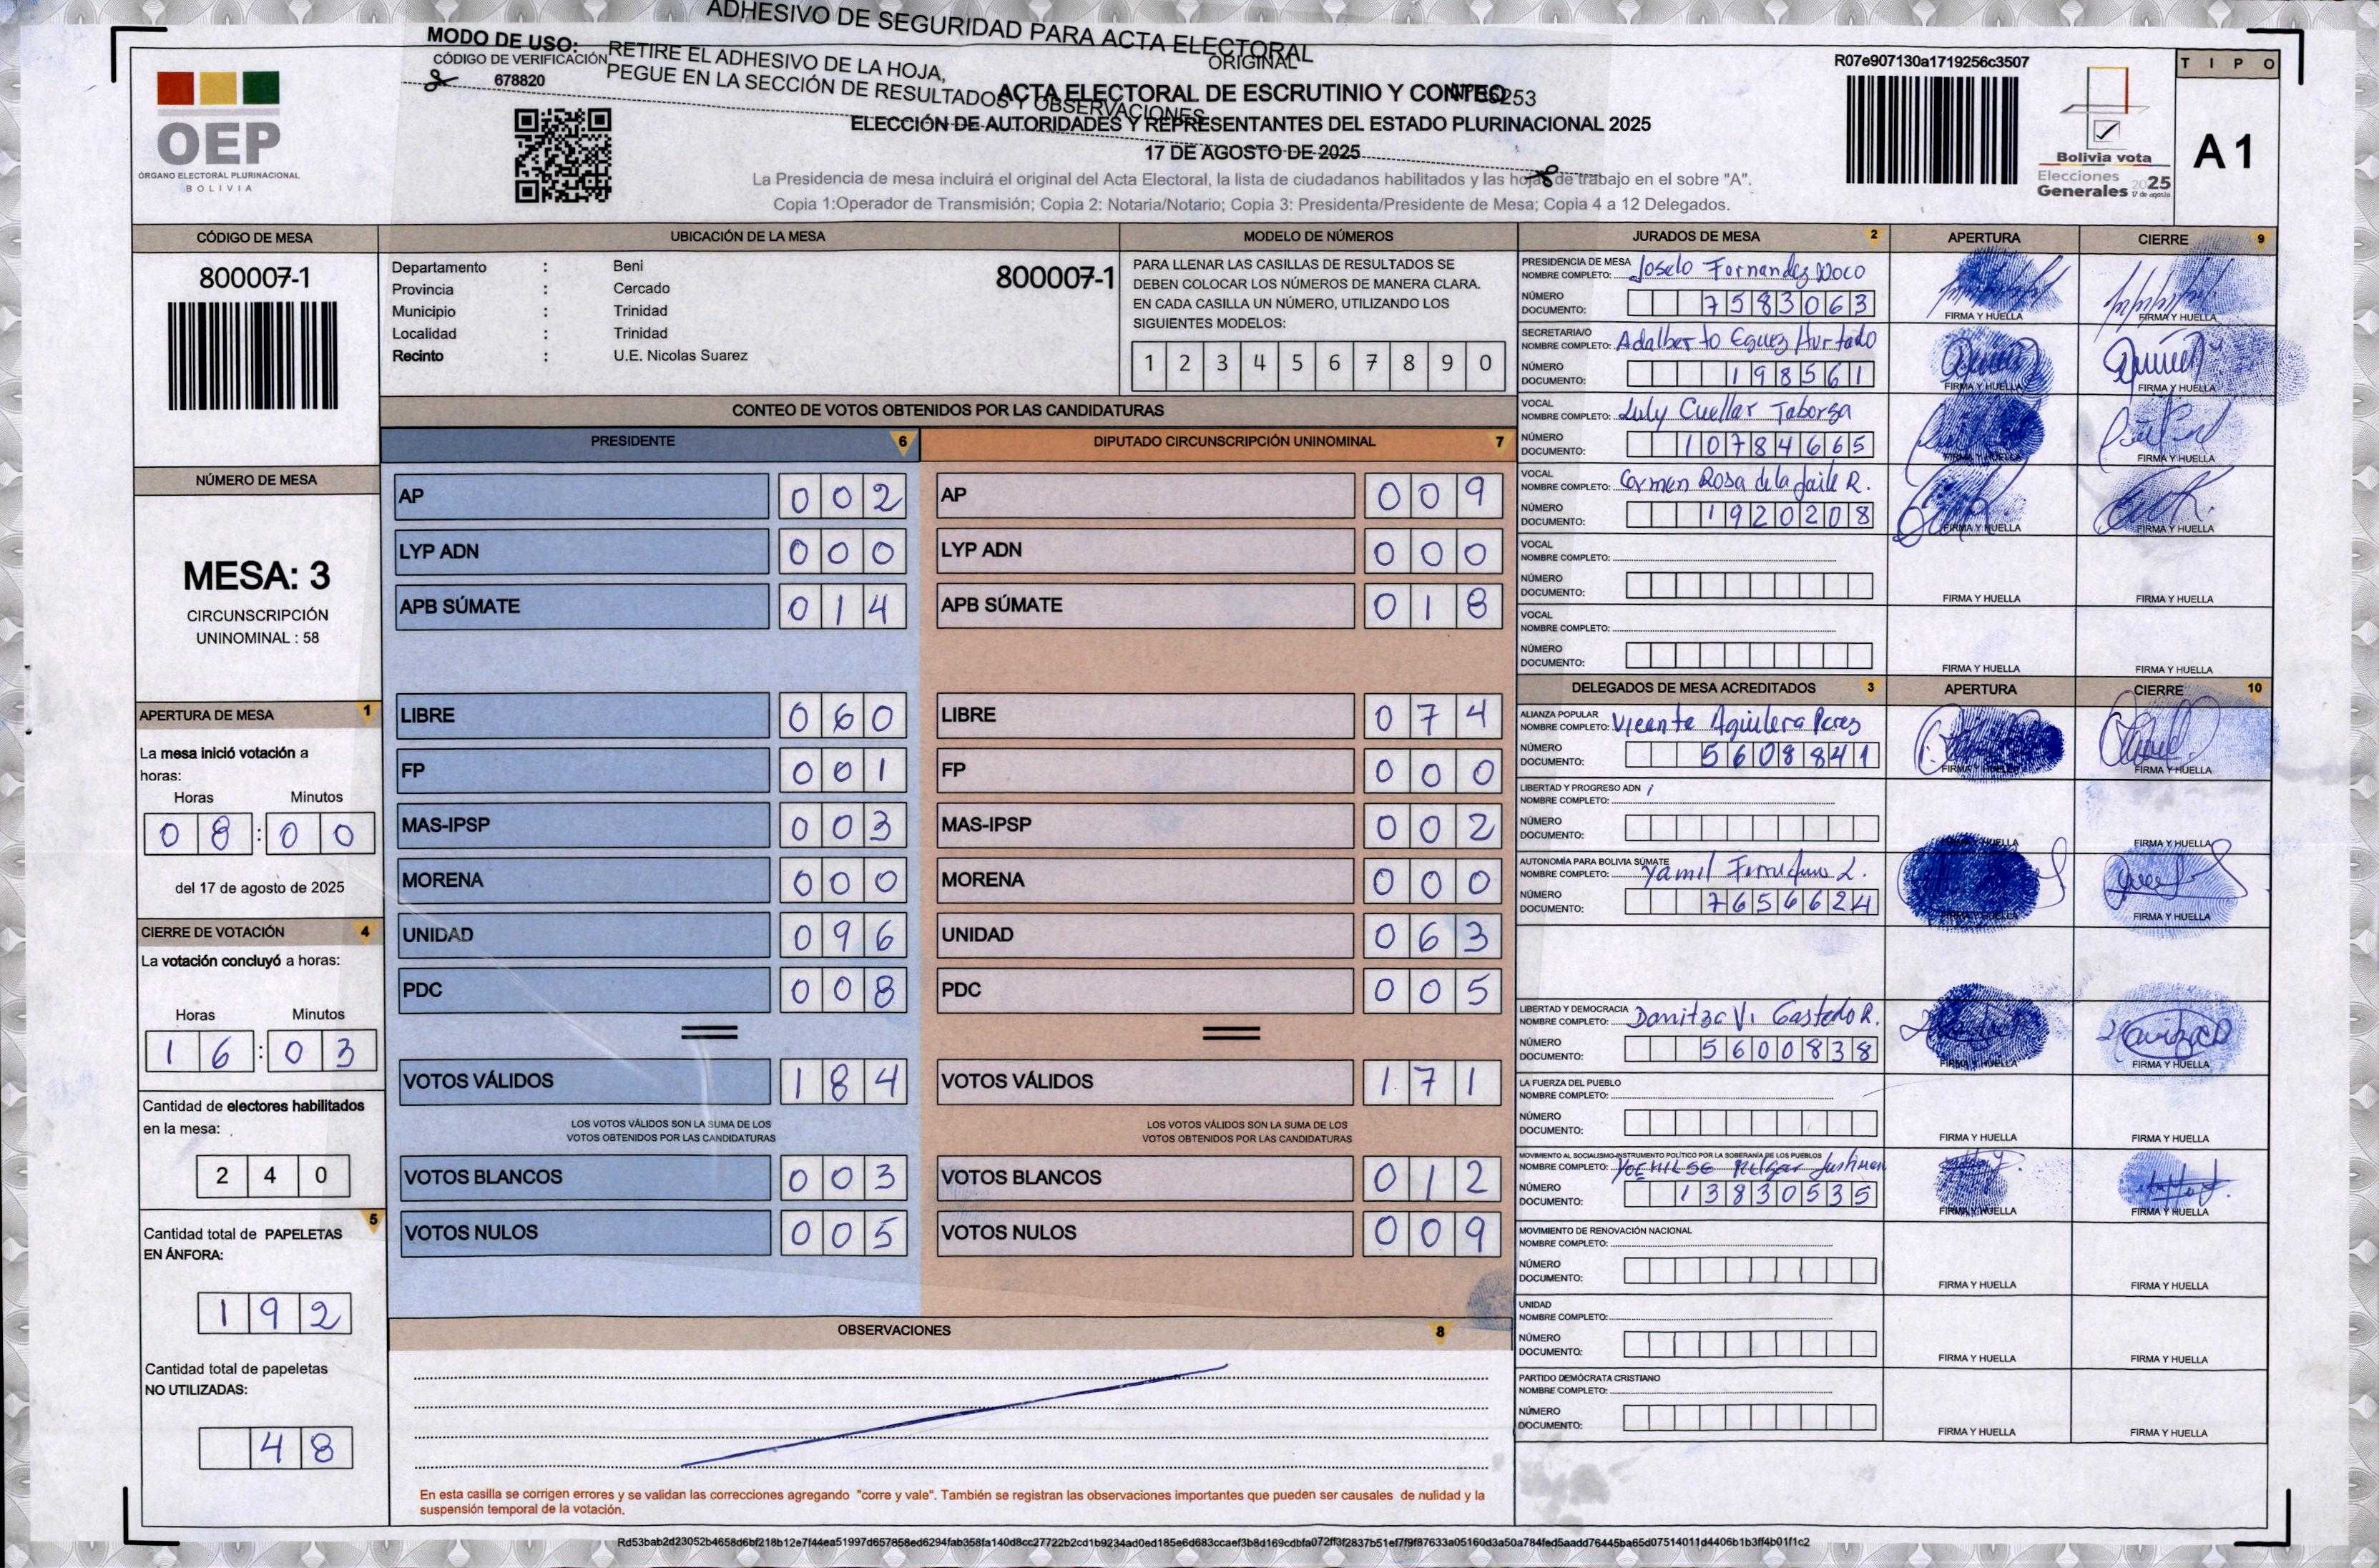 ADHESIVO DE SEGURIDAD PARA ACTA ELECTORAL
MODO DE USO: RETIRE EL ADHESIVO DE LA HOJA,
PEGUE EN LA SECCIÓN DE RESULTADOS Y OBSERVACIONES
CÓDIGO DE VERIFICACIÓN
678820
ORIGINAL
ACTA ELECTORAL DE ESCRUTINIO Y CONTEO
ELECCIÓN DE AUTORIDADES Y REPRESENTANTES DEL ESTADO PLURINACIONAL 2025
17 DE AGOSTO DE 2025
La Presidencia de mesa incluirá el original del Acta Electoral, la lista de ciudadanos habilitados y las hojas de trabajo en el sobre "A".
Copia 1:Operador de Transmisión; Copia 2: Notaria/Notario; Copia 3: Presidenta/Presidente de Mesa; Copia 4 a 12 Delegados.
OEP
ÓRGANO ELECTORAL PLURINACIONAL
BOLIVIA
R07e907130a1719256c3507
Bolivia vota
Elecciones
Generales 2025
17 de agosto
TIPO
A1
CÓDIGO DE MESA
800007-1
NÚMERO DE MESA
MESA: 3
CIRCUNSCRIPCIÓN
UNINOMINAL : 58
APERTURA DE MESA 1
La mesa inició votación a
horas:
Horas Minutos
08:00
del 17 de agosto de 2025
CIERRE DE VOTACIÓN 4
La votación concluyó a horas:
Horas Minutos
16:03
Cantidad de electores habilitados
en la mesa:
240
5
Cantidad total de PAPELETAS
EN ÁNFORA:
192
Cantidad total de papeletas
NO UTILIZADAS:
48
UBICACIÓN DE LA MESA
Departamento : Beni
800007-1
Provincia : Cercado
Municipio : Trinidad
Localidad : Trinidad
Recinto : U.E. Nicolas Suarez
MODELO DE NÚMEROS
PARA LLENAR LAS CASILLAS DE RESULTADOS SE
DEBEN COLOCAR LOS NÚMEROS DE MANERA CLARA.
EN CADA CASILLA UN NÚMERO, UTILIZANDO LOS
SIGUIENTES MODELOS:
1 2 3 4 5 6 7 8 9 0
CONTEO DE VOTOS OBTENIDOS POR LAS CANDIDATURAS
PRESIDENTE 6
AP 002
LYP ADN 000
APB SÚMATE 014
LIBRE 060
FP 001
MAS-IPSP 003
MORENA 000
UNIDAD 096
PDC 008
VOTOS VÁLIDOS 184
LOS VOTOS VÁLIDOS SON LA SUMA DE LOS
VOTOS OBTENIDOS POR LAS CANDIDATURAS
VOTOS BLANCOS 003
VOTOS NULOS 005
DIPUTADO CIRCUNSCRIPCIÓN UNINOMINAL 7
AP 009
LYP ADN 000
APB SÚMATE 018
LIBRE 074
FP 000
MAS-IPSP 002
MORENA 000
UNIDAD 063
PDC 005
VOTOS VÁLIDOS 171
LOS VOTOS VÁLIDOS SON LA SUMA DE LOS
VOTOS OBTENIDOS POR LAS CANDIDATURAS
VOTOS BLANCOS 012
VOTOS NULOS 009
OBSERVACIONES 8
En esta casilla se corrigen errores y se validan las correcciones agregando "corre y vale". También se registran las observaciones importantes que pueden ser causales de nulidad y la
suspensión temporal de la votación.
JURADOS DE MESA 2 APERTURA CIERRE 9
PRESIDENCIA DE MESA
NOMBRE COMPLETO: Joselo Fernandez Noco
NÚMERO
DOCUMENTO: 7583063
FIRMA Y HUELLA FIRMA Y HUELLA
SECRETARIA/O
NOMBRE COMPLETO: Adalberto Eguez Hurtado
NÚMERO
DOCUMENTO: 198561
FIRMA Y HUELLA FIRMA Y HUELLA
VOCAL
NOMBRE COMPLETO: Luly Cuellar Taborga
NÚMERO
DOCUMENTO: 10784665
FIRMA Y HUELLA FIRMA Y HUELLA
VOCAL
NOMBRE COMPLETO: Carmen Rosa de la R.
NÚMERO
DOCUMENTO: 1920208
FIRMA Y HUELLA FIRMA Y HUELLA
VOCAL
NOMBRE COMPLETO:
NÚMERO
DOCUMENTO:
FIRMA Y HUELLA FIRMA Y HUELLA
VOCAL
NOMBRE COMPLETO:
NÚMERO
DOCUMENTO:
FIRMA Y HUELLA FIRMA Y HUELLA
DELEGADOS DE MESA ACREDITADOS 3 APERTURA CIERRE 10
ALIANZA POPULAR
NOMBRE COMPLETO: Vicente Aguilera Peres
NÚMERO
DOCUMENTO: 5608841
FIRMA Y HUELLA FIRMA Y HUELLA
LIBERTAD Y PROGRESO ADN
NOMBRE COMPLETO:
NÚMERO
DOCUMENTO:
FIRMA Y HUELLA FIRMA Y HUELLA
AUTONOMÍA PARA BOLIVIA SÚMATE
NOMBRE COMPLETO: Yamil L.
NÚMERO
DOCUMENTO: 7656624
FIRMA Y HUELLA FIRMA Y HUELLA
LIBERTAD Y DEMOCRACIA
NOMBRE COMPLETO: Danitza Vi Gastedo R.
NÚMERO
DOCUMENTO: 5600838
FIRMA Y HUELLA FIRMA Y HUELLA
LA FUERZA DEL PUEBLO
NOMBRE COMPLETO:
NÚMERO
DOCUMENTO:
FIRMA Y HUELLA FIRMA Y HUELLA
MOVIMIENTO AL SOCIALISMO-INSTRUMENTO POLÍTICO POR LA SOBERANÍA DE LOS PUEBLOS
NOMBRE COMPLETO:
NÚMERO
DOCUMENTO: 13830535
FIRMA Y HUELLA FIRMA Y HUELLA
MOVIMIENTO DE RENOVACIÓN NACIONAL
NOMBRE COMPLETO:
NÚMERO
DOCUMENTO:
FIRMA Y HUELLA FIRMA Y HUELLA
UNIDAD
NOMBRE COMPLETO:
NÚMERO
DOCUMENTO:
FIRMA Y HUELLA FIRMA Y HUELLA
PARTIDO DEMÓCRATA CRISTIANO
NOMBRE COMPLETO:
NÚMERO
DOCUMENTO:
FIRMA Y HUELLA FIRMA Y HUELLA